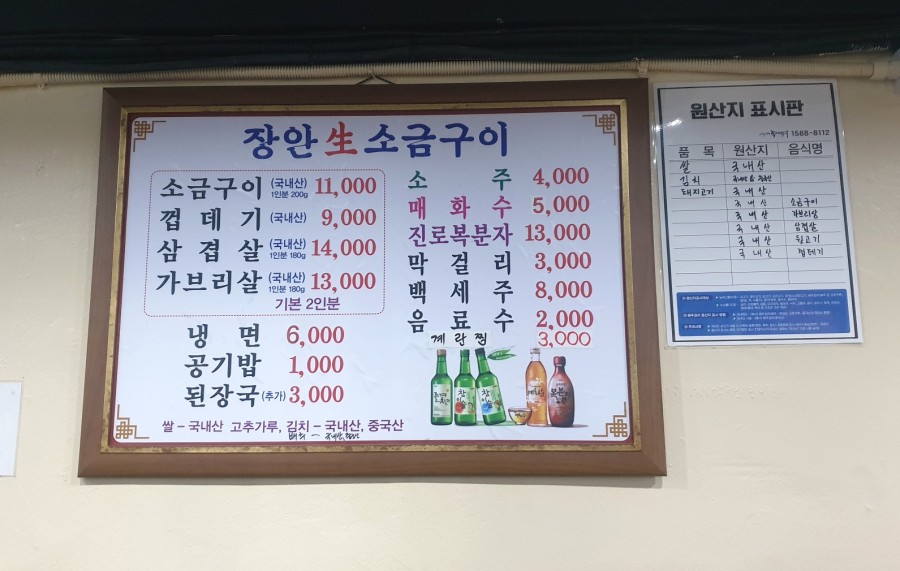 장안 生 소금구이
소금구이 (국내산) 1인분 200g 11,000
껍데기 (국내산) 9,000
삼겹살 (국내산) 1인분 180g 14,000
가브리살 (국내산) 1인분 180g 13,000
기본 2인분
냉면 6,000
공기밥 1,000
된장국 (추가) 3,000
소주 4,000
매화수 5,000
진로복분자 13,000
막걸리 3,000
백세주 8,000
음료수 2,000
계란찜 3,000
쌀 – 국내산 고추가루, 김치 – 국내산, 중국산
원산지 표시판
1588-8112
품목 원산지 음식명
쌀 국내산
김치
돼지고기 국내산
국내산 소금구이
국내산 가브리살
국내산 삼겹살
국내산 뒷고기
국내산 껍데기